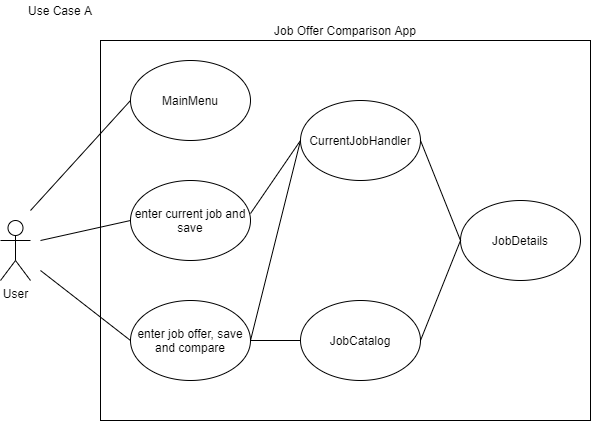 Use Case A
Job Offer Comparison App
MainMenu
CurrentJobHandler
enter current job and
save
JobDetails
User
enter job offer, save
and compare
JobCatalog